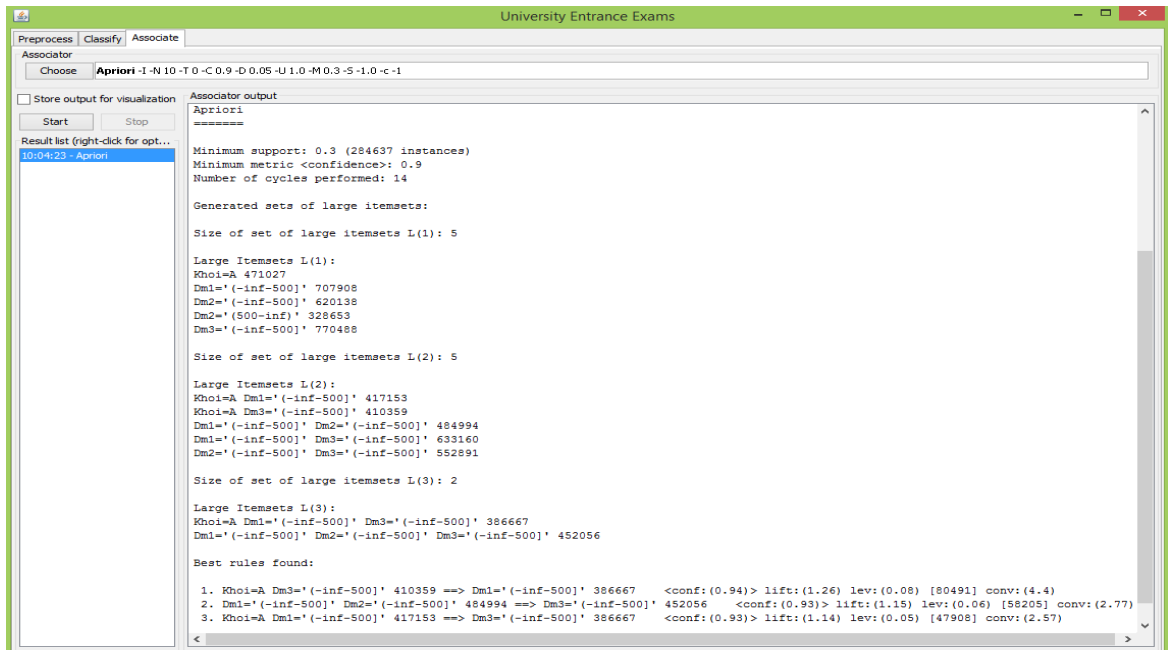 University Entrance Exams
Preprocess Classify Associate
Associator
Choose Apriori -I -N 10 -T 0 -C 0.9 -D 0.05 -U 1.0 -M 0.3 -S -1.0 -c -1
Store output for visualization
Start Stop
Result list (right-click for opt...
10:04:23 - Apriori
Associator output
Apriori
=======
Minimum support: 0.3 (284637 instances)
Minimum metric <confidence>: 0.9
Number of cycles performed: 14
Generated sets of large itemsets:
Size of set of large itemsets L(1): 5
Large Itemsets L(1):
Khoi=A 471027
Dm1='(-inf-500]' 707908
Dm2='(-inf-500]' 620138
Dm2='(500-inf)' 328653
Dm3='(-inf-500]' 770488
Size of set of large itemsets L(2): 5
Large Itemsets L(2):
Khoi=A Dm1='(-inf-500]' 417153
Khoi=A Dm3='(-inf-500]' 410359
Dm1='(-inf-500]' Dm2='(-inf-500]' 484994
Dm1='(-inf-500]' Dm3='(-inf-500]' 633160
Dm2='(-inf-500]' Dm3='(-inf-500]' 552891
Size of set of large itemsets L(3): 2
Large Itemsets L(3):
Khoi=A Dm1='(-inf-500]' Dm3='(-inf-500]' 386667
Dm1='(-inf-500]' Dm2='(-inf-500]' Dm3='(-inf-500]' 452056
Best rules found:
1. Khoi=A Dm3='(-inf-500]' 410359 ==> Dm1='(-inf-500]' 386667 <conf:(0.94)> lift:(1.26) lev:(0.08) [80491] conv:(4.4)
2. Dm1='(-inf-500]' Dm2='(-inf-500]' 484994 ==> Dm3='(-inf-500]' 452056 <conf:(0.93)> lift:(1.15) lev:(0.06) [58205] conv:(2.77)
3. Khoi=A Dm1='(-inf-500]' 417153 ==> Dm3='(-inf-500]' 386667 <conf:(0.93)> lift:(1.14) lev:(0.05) [47908] conv:(2.57)